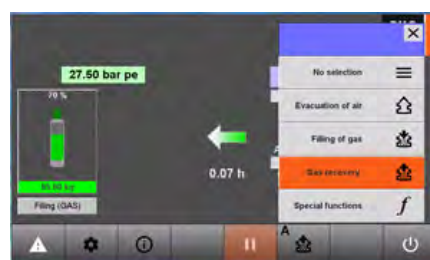 27.50 bar pe
70 %
No selection
Evacuation of air
Filling of gas
Gas recovery
Special functions
0.07 h
Filing (GAS)
A